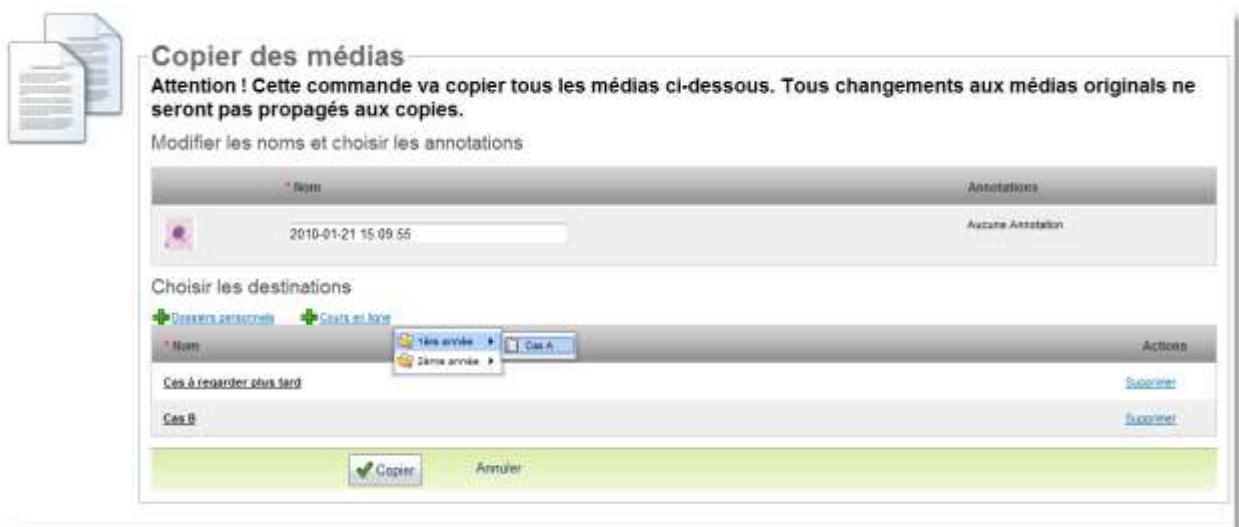 Copier des médias
Attention ! Cette commande va copier tous les médias ci-dessous. Tous changements aux médias originals ne
seront pas propagés aux copies.
Modifier les noms et choisir les annotations
* Nom Annotations
2010-01-21 15:09:55 Aucune Annotation
Choisir les destinations
Dossiers personnels Cours en ligne
* Nom 1ère année Cas A Actions
2ème année
Cas à regarder plus tard Supprimer
Cas B Supprimer
Copier Annuler